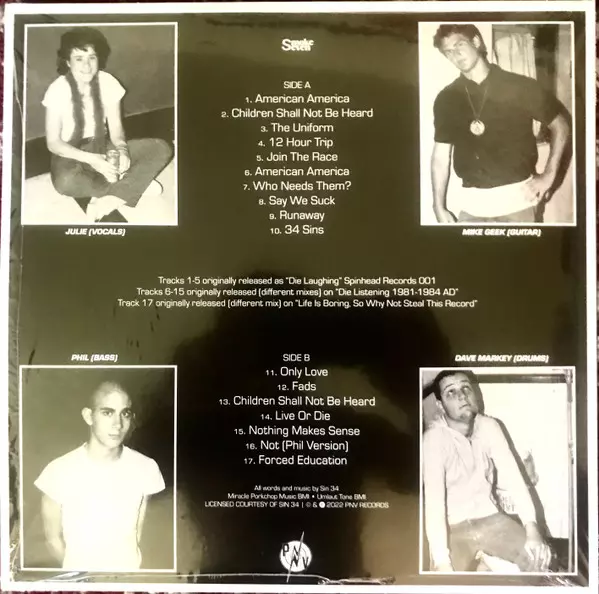 Smoke
Seven
SIDE A
1. American America
2. Children Shall Not Be Heard
3. The Uniform
4. 12 Hour Trip
5. Join The Race
6. American America
7. Who Needs Them?
8. Say We Suck
9. Runaway
10. 34 Sins
JULIE (VOCALS)
MIKE GEEK (GUITAR)
Tracks 1-5 originally released as "Die Laughing" Spinhead Records 001
Tracks 6-15 originally released (different mixes) on "Die Listening 1981-1984 AD"
Track 17 originally released (different mix) on "Life Is Boring, So Why Not Steal This Record"
PHIL (BASS)
DAVE MARKEY (DRUMS)
SIDE B
11. Only Love
12. Fads
13. Children Shall Not Be Heard
14. Live Or Die
15. Nothing Makes Sense
16. Not (Phil Version)
17. Forced Education
All words and music by Sin 34
Miracle Porkchop Music BMI • Umlaut Tone BMI
LICENSED COURTESY OF SIN 34 | © & ℗ 2022 PNV RECORDS
PNV